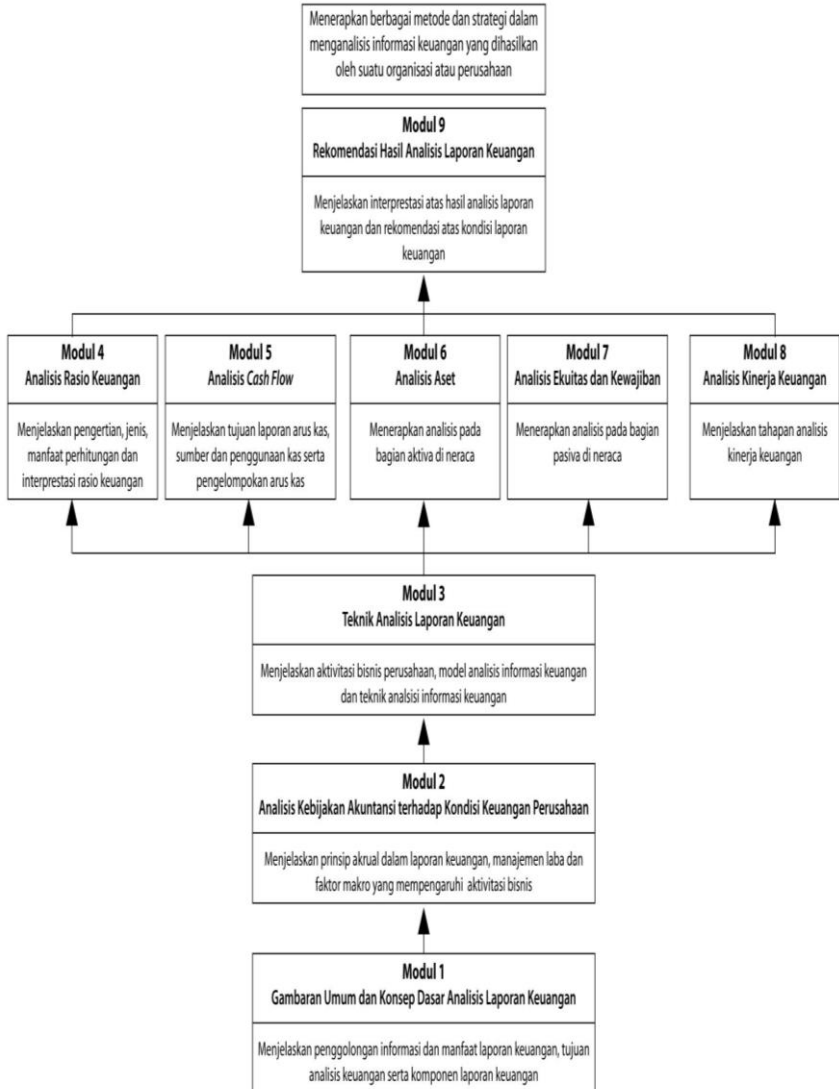 Menerapkan berbagai metode dan strategi dalam
menganalisis informasi keuangan yang dihasilkan
oleh suatu organisasi atau perusahaan
Modul 9
Rekomendasi Hasil Analisis Laporan Keuangan
Menjelaskan interprestasi atas hasil analisis laporan
keuangan dan rekomendasi atas kondisi laporan
keuangan
Modul 4
Analisis Rasio Keuangan
Menjelaskan pengertian, jenis,
manfaat perhitungan dan
interpretasi rasio keuangan
Modul 5
Analisis Cash Flow
Menjelaskan tujuan laporan arus kas,
sumber dan penggunaan kas serta
pengelompokan arus kas
Modul 6
Analisis Aset
Menerapkan analisis pada
bagian aktiva di neraca
Modul 7
Analisis Ekuitas dan Kewajiban
Menerapkan analisis pada bagian
pasiva di neraca
Modul 8
Analisis Kinerja Keuangan
Menjelaskan tahapan analisis
kinerja keuangan
Modul 3
Teknik Analisis Laporan Keuangan
Menjelaskan aktivitas bisnis perusahaan, model analisis informasi keuangan
dan teknik analsisi informasi keuangan
Modul 2
Analisis Kebijakan Akuntansi terhadap Kondisi Keuangan Perusahaan
Menjelaskan prinsip akrual dalam laporan keuangan, manajemen laba dan
faktor makro yang mempengaruhi aktivitas bisnis
Modul 1
Gambaran Umum dan Konsep Dasar Analisis Laporan Keuangan
Menjelaskan penggolongan informasi dan manfaat laporan keuangan, tujuan
analisis keuangan serta komponen laporan keuangan